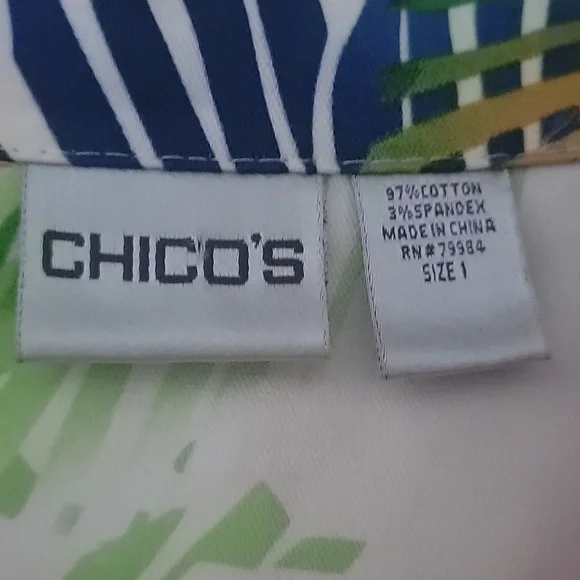 CHICO'S
97% COTTON
3% SPANDEX
MADE IN CHINA
RN# 79984
SIZE 1